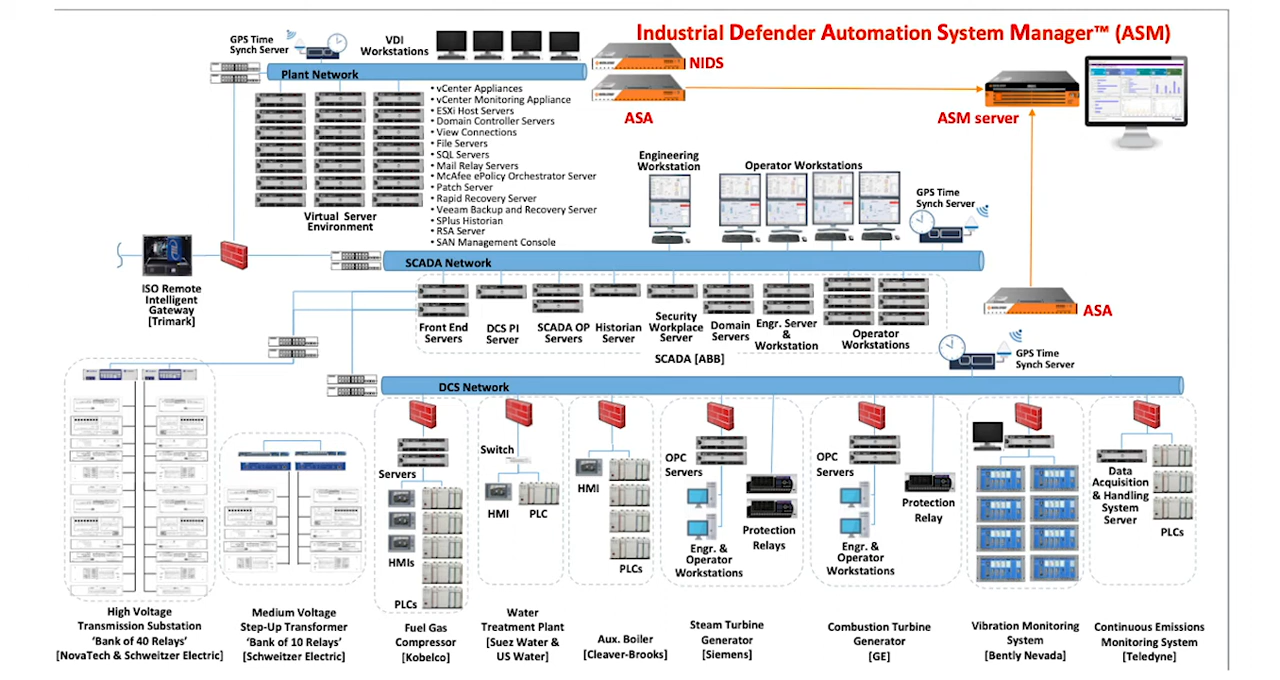 Industrial Defender Automation System Manager™ (ASM)
GPS Time
Synch Server
VDI
Workstations
NIDS
Plant Network
ASA
ASM server
• vCenter Appliances
• vCenter Monitoring Appliance
• ESXi Host Servers
• Domain Controller Servers
• View Connections
• File Servers
• SQL Servers
• Mail Relay Servers
• McAfee ePolicy Orchestrator Server
• Patch Server
• Rapid Recovery Server
• Veeam Backup and Recovery Server
• SPlus Historian
• RSA Server
• SAN Management Console
Virtual Server
Environment
Engineering
Workstation
Operator Workstations
GPS Time
Synch Server
SCADA Network
ISO Remote
Intelligent
Gateway
[Trimark]
Front End
Servers
DCS PI
Server
SCADA OP
Servers
Historian
Server
Security
Workplace
Server
Domain
Servers
Engr. Server
&
Workstation
Operator
Workstations
SCADA [ABB]
ASA
GPS Time
Synch Server
DCS Network
Servers
HMIs
PLCs
Switch
HMI
PLC
HMI
PLCs
OPC
Servers
Engr. &
Operator
Workstations
Protection
Relays
OPC
Servers
Engr. &
Operator
Workstations
Protection
Relay
Data
Acquisition
& Handling
System
Server
PLCs
High Voltage
Transmission Substation
‘Bank of 40 Relays’
[NovaTech & Schweitzer Electric]
Medium Voltage
Step-Up Transformer
‘Bank of 10 Relays’
[Schweitzer Electric]
Fuel Gas
Compressor
[Kobelco]
Water
Treatment Plant
[Suez Water &
US Water]
Aux. Boiler
[Cleaver-Brooks]
Steam Turbine
Generator
[Siemens]
Combustion Turbine
Generator
[GE]
Vibration Monitoring
System
[Bently Nevada]
Continuous Emissions
Monitoring System
[Teledyne]